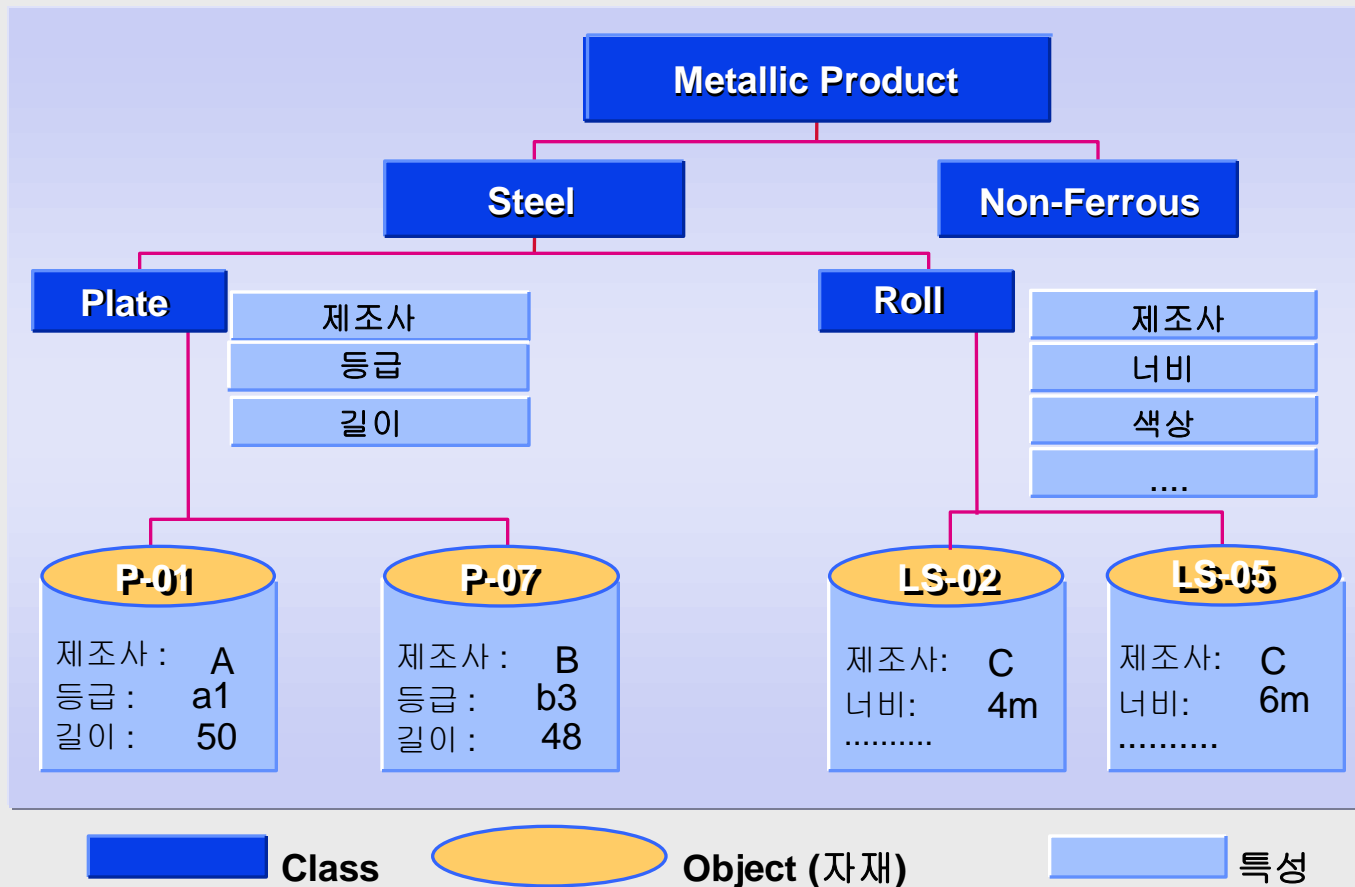 Metallic Product
Steel
Non-Ferrous
Plate
제조사
등급
길이
Roll
제조사
너비
색상
....
P-01
제조사 : A
등급 : a1
길이 : 50
P-07
제조사 : B
등급 : b3
길이 : 48
LS-02
제조사: C
너비: 4m
..........
LS-05
제조사: C
너비: 6m
..........
Class
Object (자재)
특성